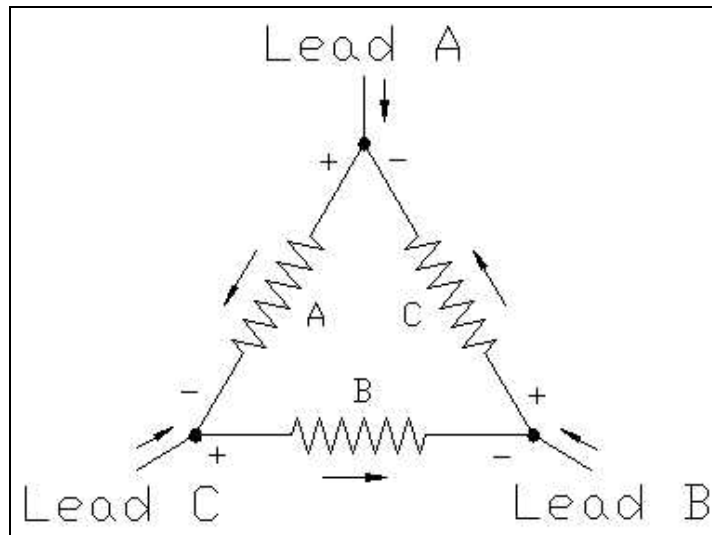 Lead A
+ -
A C
B
- +
+ -
Lead C Lead B